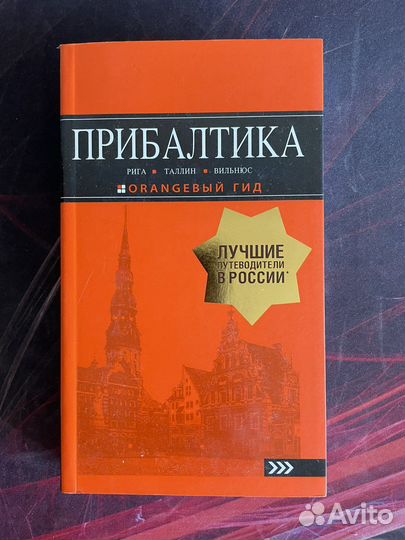 ПРИБАЛТИКА
РИГА ▪ ТАЛЛИН ▪ ВИЛЬНЮС
ORANGEВЫЙ ГИД
ЛУЧШИЕ
ПУТЕВОДИТЕЛИ
В РОССИИ*
Avito